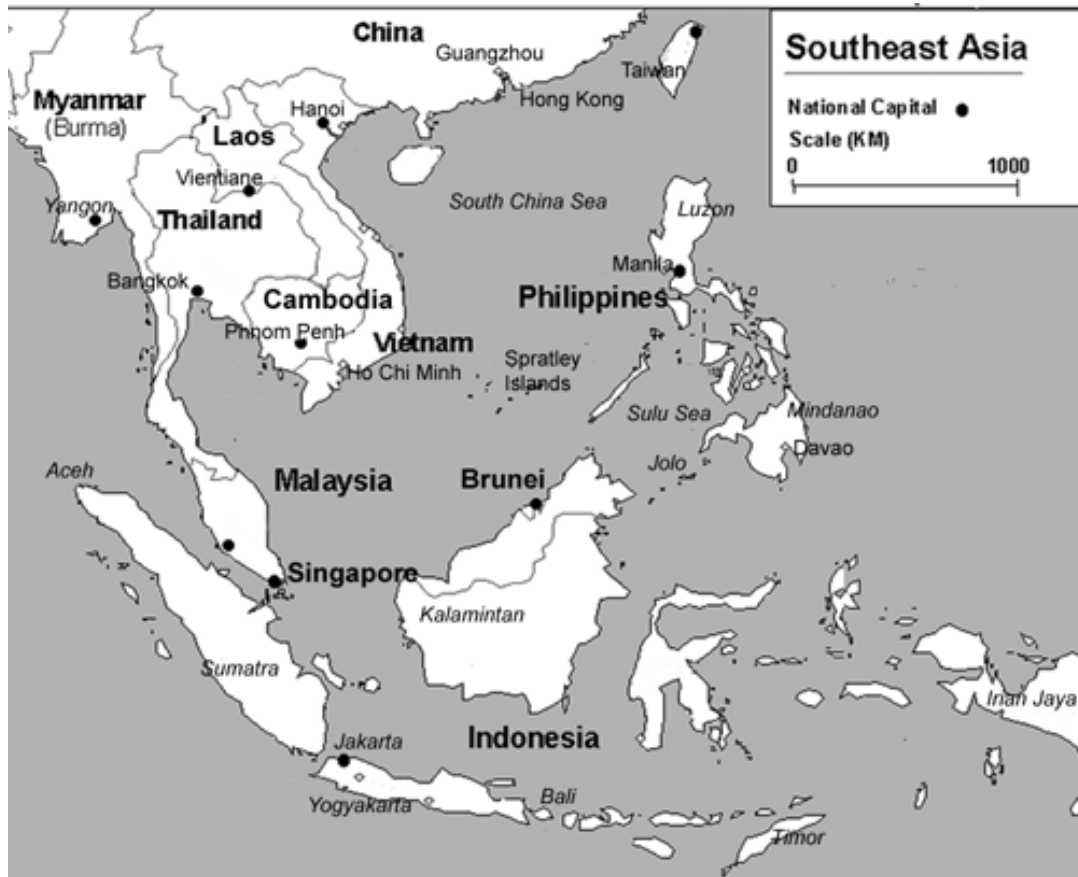 China
Guangzhou
Taiwan
Hong Kong
Southeast Asia
National Capital
Scale (KM)
0 1000
Myanmar
(Burma)
Hanoi
Laos
Vientiane
Yangon
Thailand
South China Sea
Luzon
Bangkok
Manila
Cambodia
Philippines
Phnom Penh
Vietnam
Ho Chi Minh
Spratley
Islands
Sulu Sea
Mindanao
Davao
Jolo
Aceh
Malaysia
Brunei
Singapore
Kalamintan
Sumatra
Irian Jaya
Indonesia
Jakarta
Yogyakarta
Bali
Timor